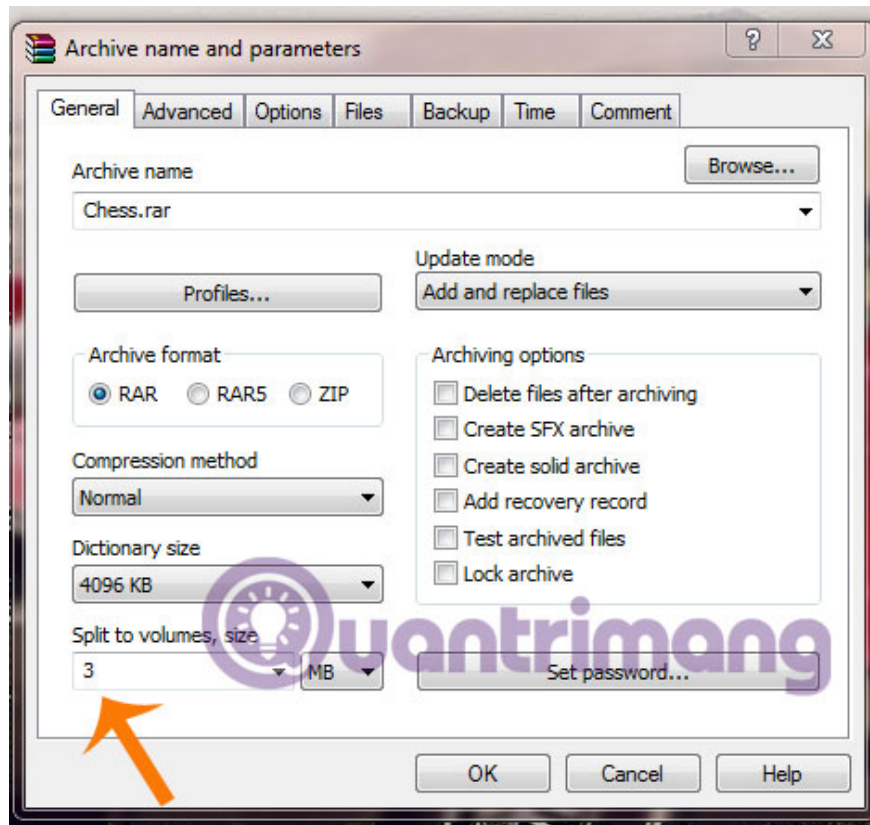 Archive name and parameters
General Advanced Options Files Backup Time Comment
Archive name
Browse...
Chess.rar
Update mode
Profiles...
Add and replace files
Archive format
RAR RAR5 ZIP
Compression method
Normal
Dictionary size
4096 KB
Split to volumes, size
3 MB
Archiving options
Delete files after archiving
Create SFX archive
Create solid archive
Add recovery record
Test archived files
Lock archive
Quantrimang
Set password...
OK Cancel Help